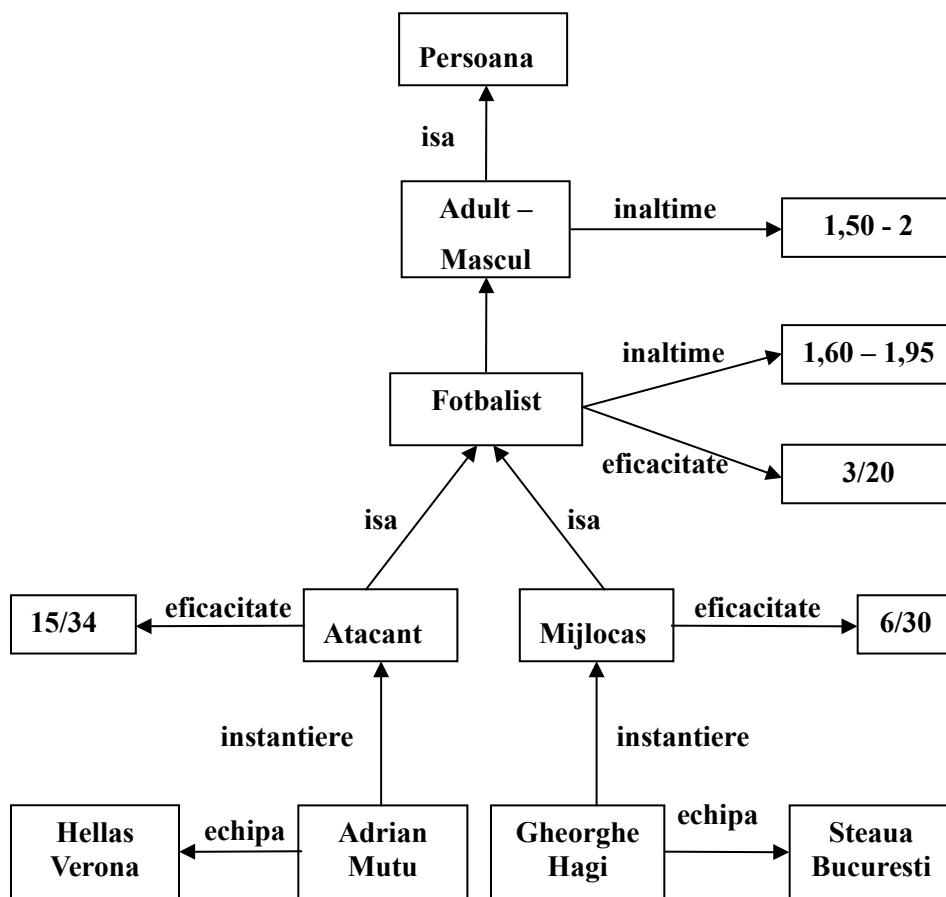 Persoana
isa
Adult –
Mascul
inaltime
1,50 - 2
inaltime
1,60 – 1,95
Fotbalist
eficacitate
3/20
isa
isa
15/34
eficacitate
Atacant
Mijlocas
eficacitate
6/30
instantiere
instantiere
Hellas
Verona
echipa
Adrian
Mutu
Gheorghe
Hagi
echipa
Steaua
Bucuresti